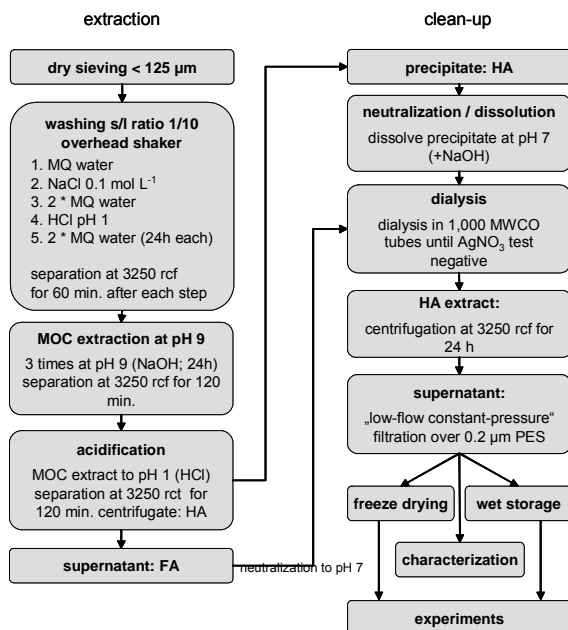 extraction
dry sieving < 125 µm
washing s/l ratio 1/10
overhead shaker
1. MQ water
2. NaCl 0.1 mol L⁻¹
3. 2 * MQ water
4. HCl pH 1
5. 2 * MQ water (24h each)
separation at 3250 rcf
for 60 min. after each step
MOC extraction at pH 9
3 times at pH 9 (NaOH; 24h)
separation at 3250 rcf for 120
min.
acidification
MOC extract to pH 1 (HCl)
separation at 3250 rct for
120 min. centrifugate: HA
supernatant: FA
neutralization to pH 7
clean-up
precipitate: HA
neutralization / dissolution
dissolve precipitate at pH 7
(+NaOH)
dialysis
dialysis in 1,000 MWCO
tubes until AgNO₃ test
negative
HA extract:
centrifugation at 3250 rcf for
24 h
supernatant:
„low-flow constant-pressure“
filtration over 0.2 µm PES
freeze drying
wet storage
characterization
experiments